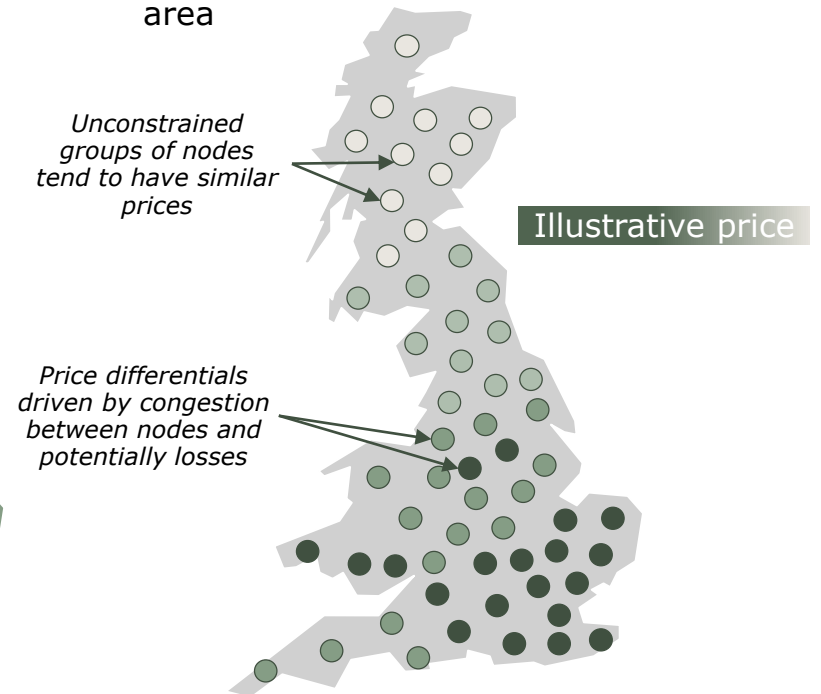 area
Unconstrained
groups of nodes
tend to have similar
prices
Illustrative price
Price differentials
driven by congestion
between nodes and
potentially losses